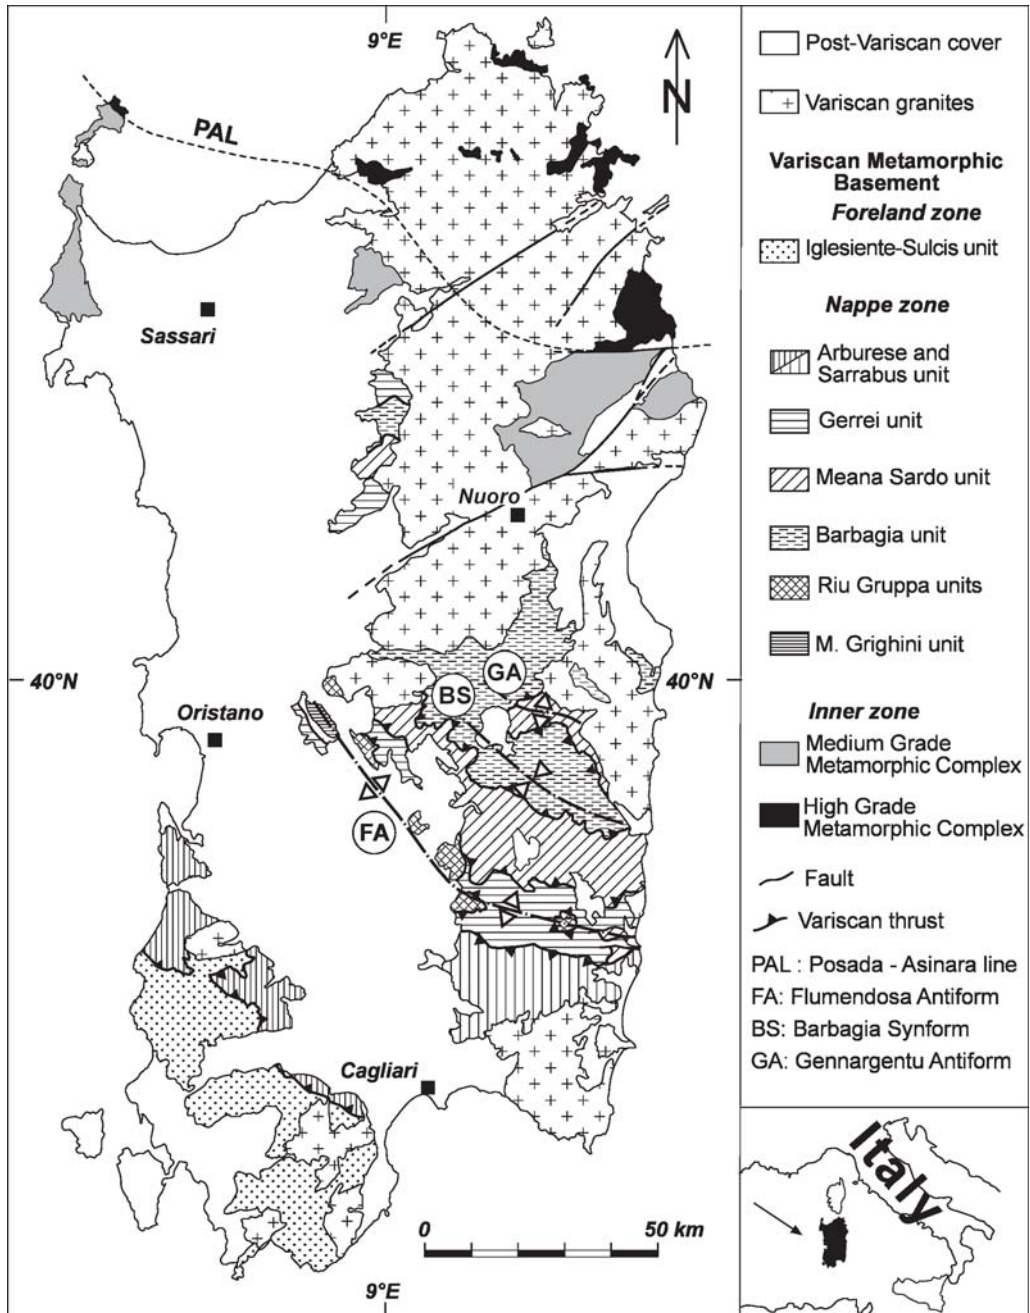 9°E
N
PAL
Sassari
Nuoro
40°N
GA
BS
40°N
Oristano
FA
Cagliari
0 50 km
9°E
Post-Variscan cover
Variscan granites
Variscan Metamorphic
Basement
Foreland zone
Iglesiente-Sulcis unit
Nappe zone
Arburese and
Sarrabus unit
Gerrei unit
Meana Sardo unit
Barbagia unit
Riu Gruppa units
M. Grighini unit
Inner zone
Medium Grade
Metamorphic Complex
High Grade
Metamorphic Complex
Fault
Variscan thrust
PAL : Posada - Asinara line
FA: Flumendosa Antiform
BS: Barbagia Synform
GA: Gennargentu Antiform
Italy